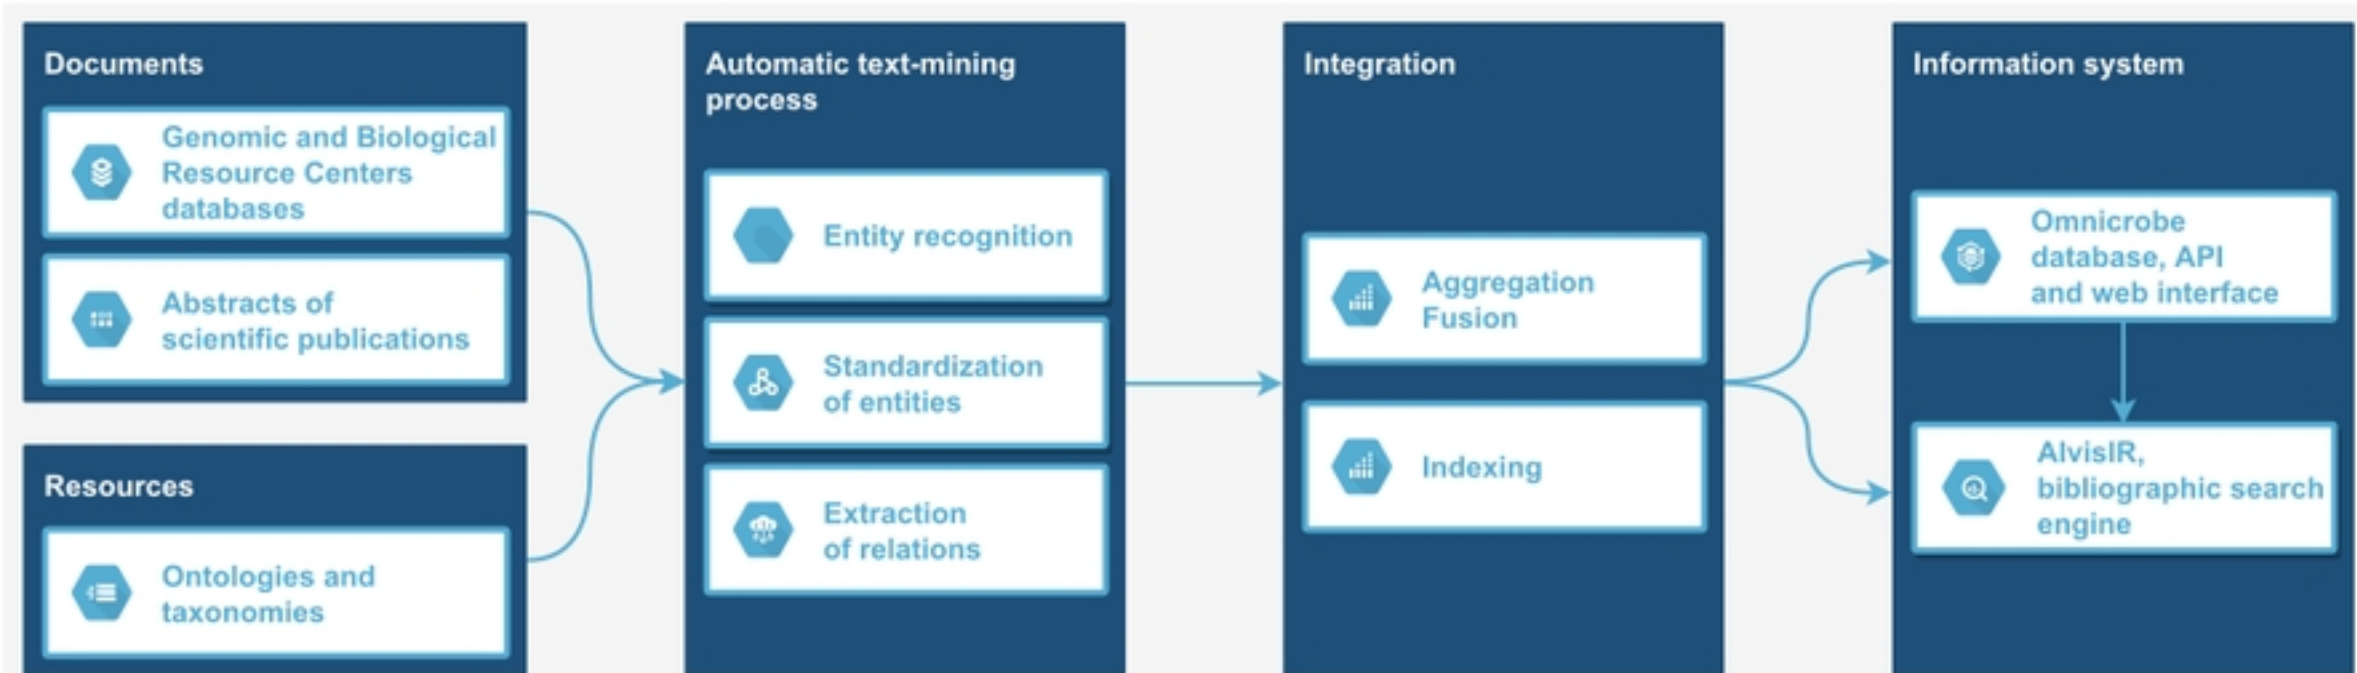 Documents
Genomic and Biological
Resource Centers
databases
Abstracts of
scientific publications
Resources
Ontologies and
taxonomies
Automatic text-mining
process
Entity recognition
Standardization
of entities
Extraction
of relations
Integration
Aggregation
Fusion
Indexing
Information system
Omnicrobe
database, API
and web interface
AlvisIR,
bibliographic search
engine